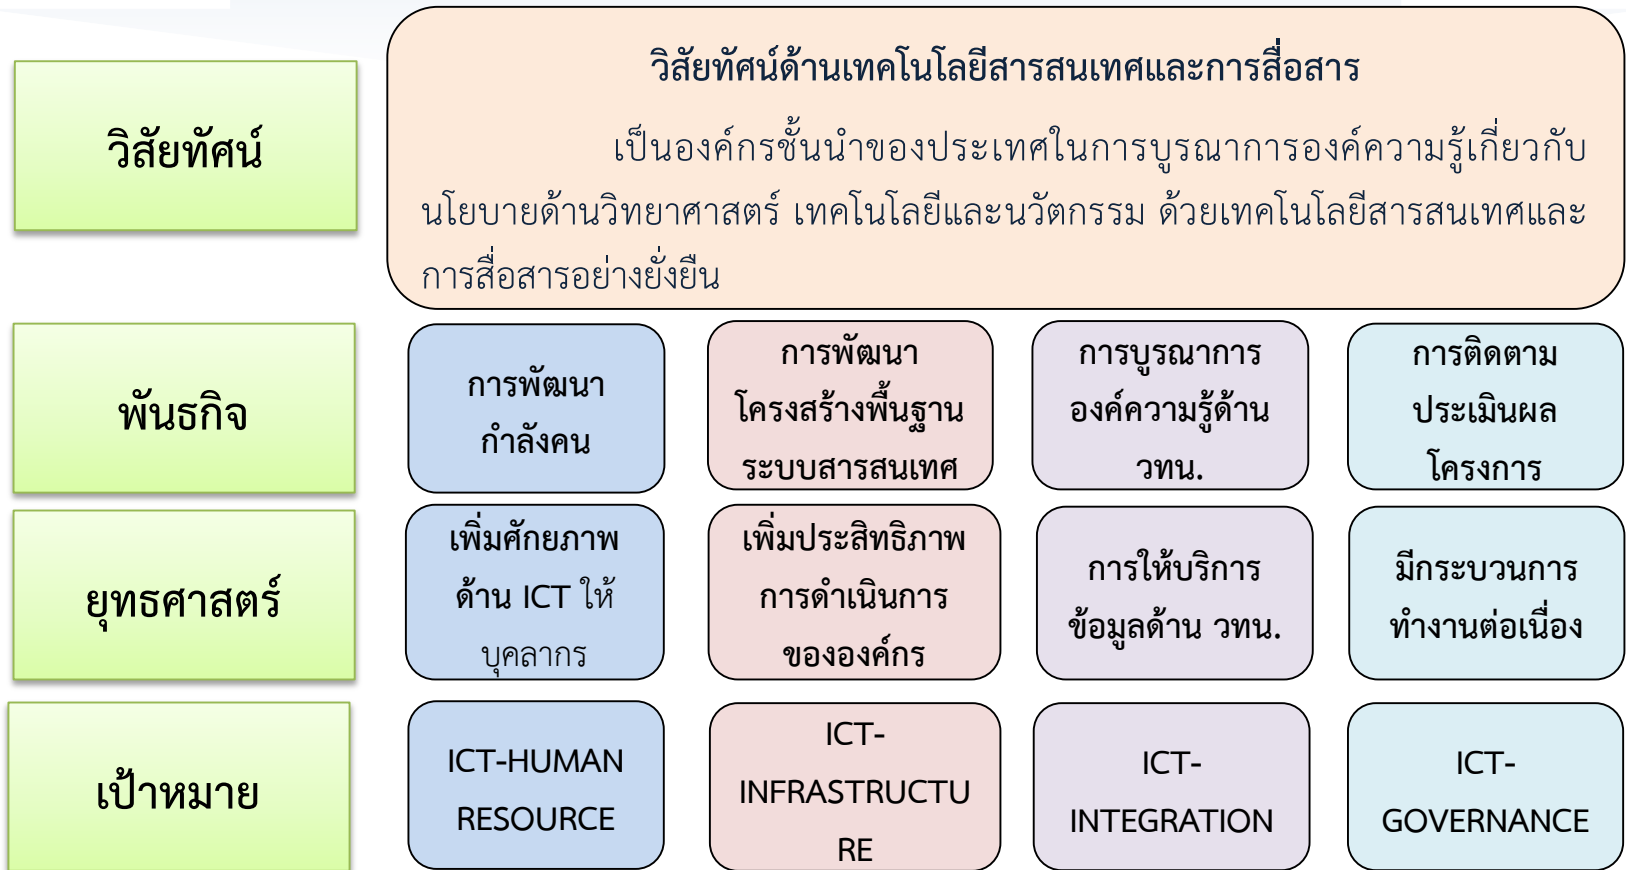 วิสัยทัศน์
วิสัยทัศน์ด้านเทคโนโลยีสารสนเทศและการสื่อสาร
เป็นองค์กรชั้นนำของประเทศในการบูรณาการองค์ความรู้เกี่ยวกับ
นโยบายด้านวิทยาศาสตร์ เทคโนโลยีและนวัตกรรม ด้วยเทคโนโลยีสารสนเทศและ
การสื่อสารอย่างยั่งยืน
พันธกิจ
การพัฒนา
กำลังคน
การพัฒนา
โครงสร้างพื้นฐาน
ระบบสารสนเทศ
การบูรณาการ
องค์ความรู้ด้าน
วทน.
การติดตาม
ประเมินผล
โครงการ
ยุทธศาสตร์
เพิ่มศักยภาพ
ด้าน ICT ให้
บุคลากร
เพิ่มประสิทธิภาพ
การดำเนินการ
ขององค์กร
การให้บริการ
ข้อมูลด้าน วทน.
มีกระบวนการ
ทำงานต่อเนื่อง
เป้าหมาย
ICT-HUMAN
RESOURCE
ICT-
INFRASTRUCTU
RE
ICT-
INTEGRATION
ICT-
GOVERNANCE